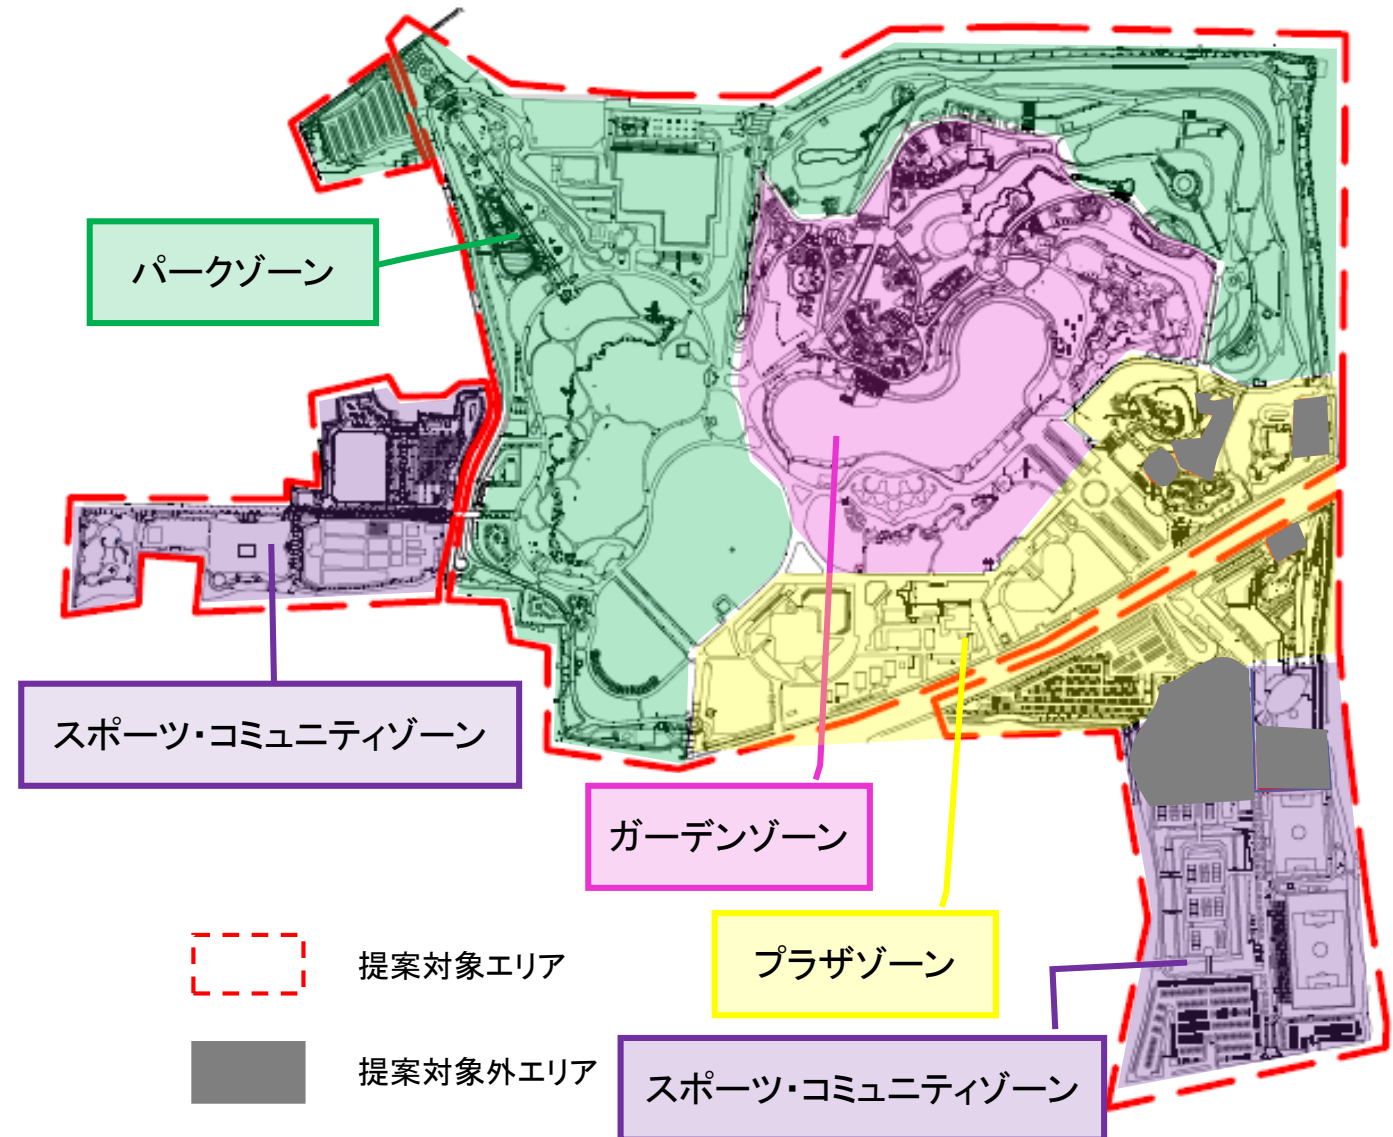 パークゾーン
スポーツ・コミュニティゾーン
ガーデンゾーン
プラザゾーン
提案対象エリア
提案対象外エリア
スポーツ・コミュニティゾーン